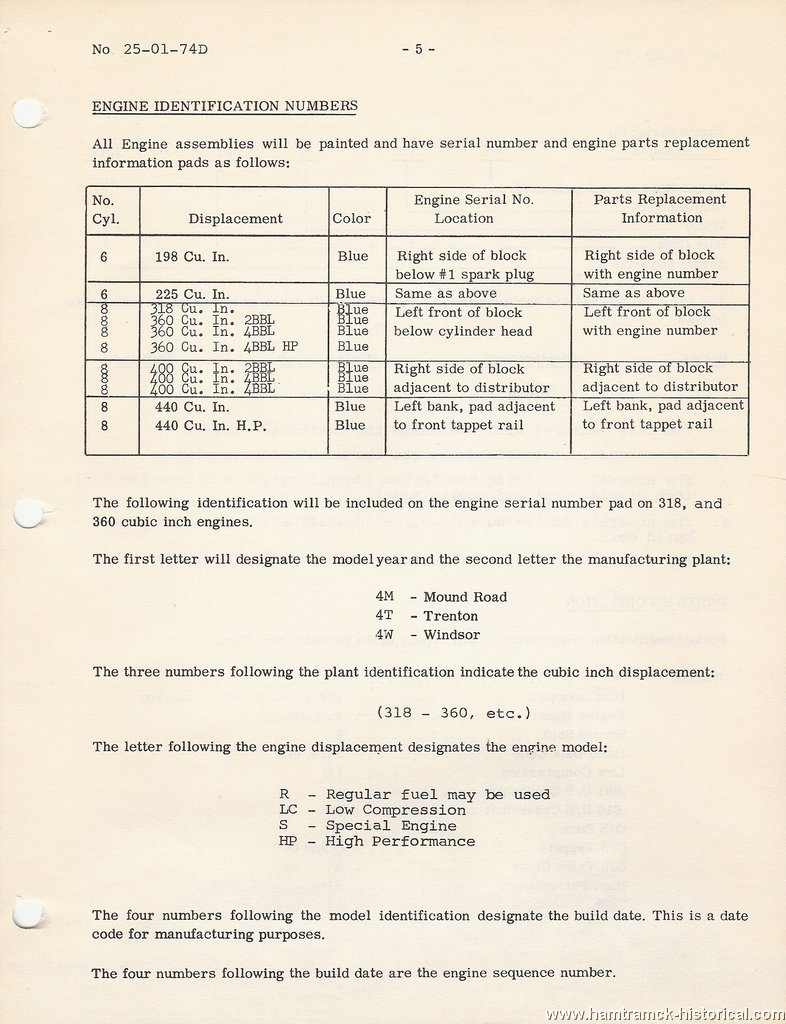 No 25-01-74D - 5 -
ENGINE IDENTIFICATION NUMBERS
All Engine assemblies will be painted and have serial number and engine parts replacement
information pads as follows:
No. Cyl. Displacement Color Engine Serial No. Location Parts Replacement Information
6 198 Cu. In. Blue Right side of block Right side of block
below #1 spark plug with engine number
6 225 Cu. In. Blue Same as above Same as above
8 318 Cu. In. Blue Left front of block Left front of block
8 360 Cu. In. 2BBL Blue
8 360 Cu. In. 4BBL Blue below cylinder head with engine number
8 360 Cu. In. 4BBL HP Blue
8 400 Cu. In. 2BBL Blue Right side of block Right side of block
8 400 Cu. In. 4BBL Blue
8 400 Cu. In. 4BBL Blue adjacent to distributor adjacent to distributor
8 440 Cu. In. Blue Left bank, pad adjacent Left bank, pad adjacent
8 440 Cu. In. H.P. Blue to front tappet rail to front tappet rail
The following identification will be included on the engine serial number pad on 318, and
360 cubic inch engines.
The first letter will designate the model year and the second letter the manufacturing plant:
4M - Mound Road
4T - Trenton
4W - Windsor
The three numbers following the plant identification indicate the cubic inch displacement:
(318 - 360, etc.)
The letter following the engine displacement designates the engine model:
R - Regular fuel may be used
LC - Low Compression
S - Special Engine
HP - High Performance
The four numbers following the model identification designate the build date. This is a date
code for manufacturing purposes.
The four numbers following the build date are the engine sequence number.
www.hamtramck-historical.com